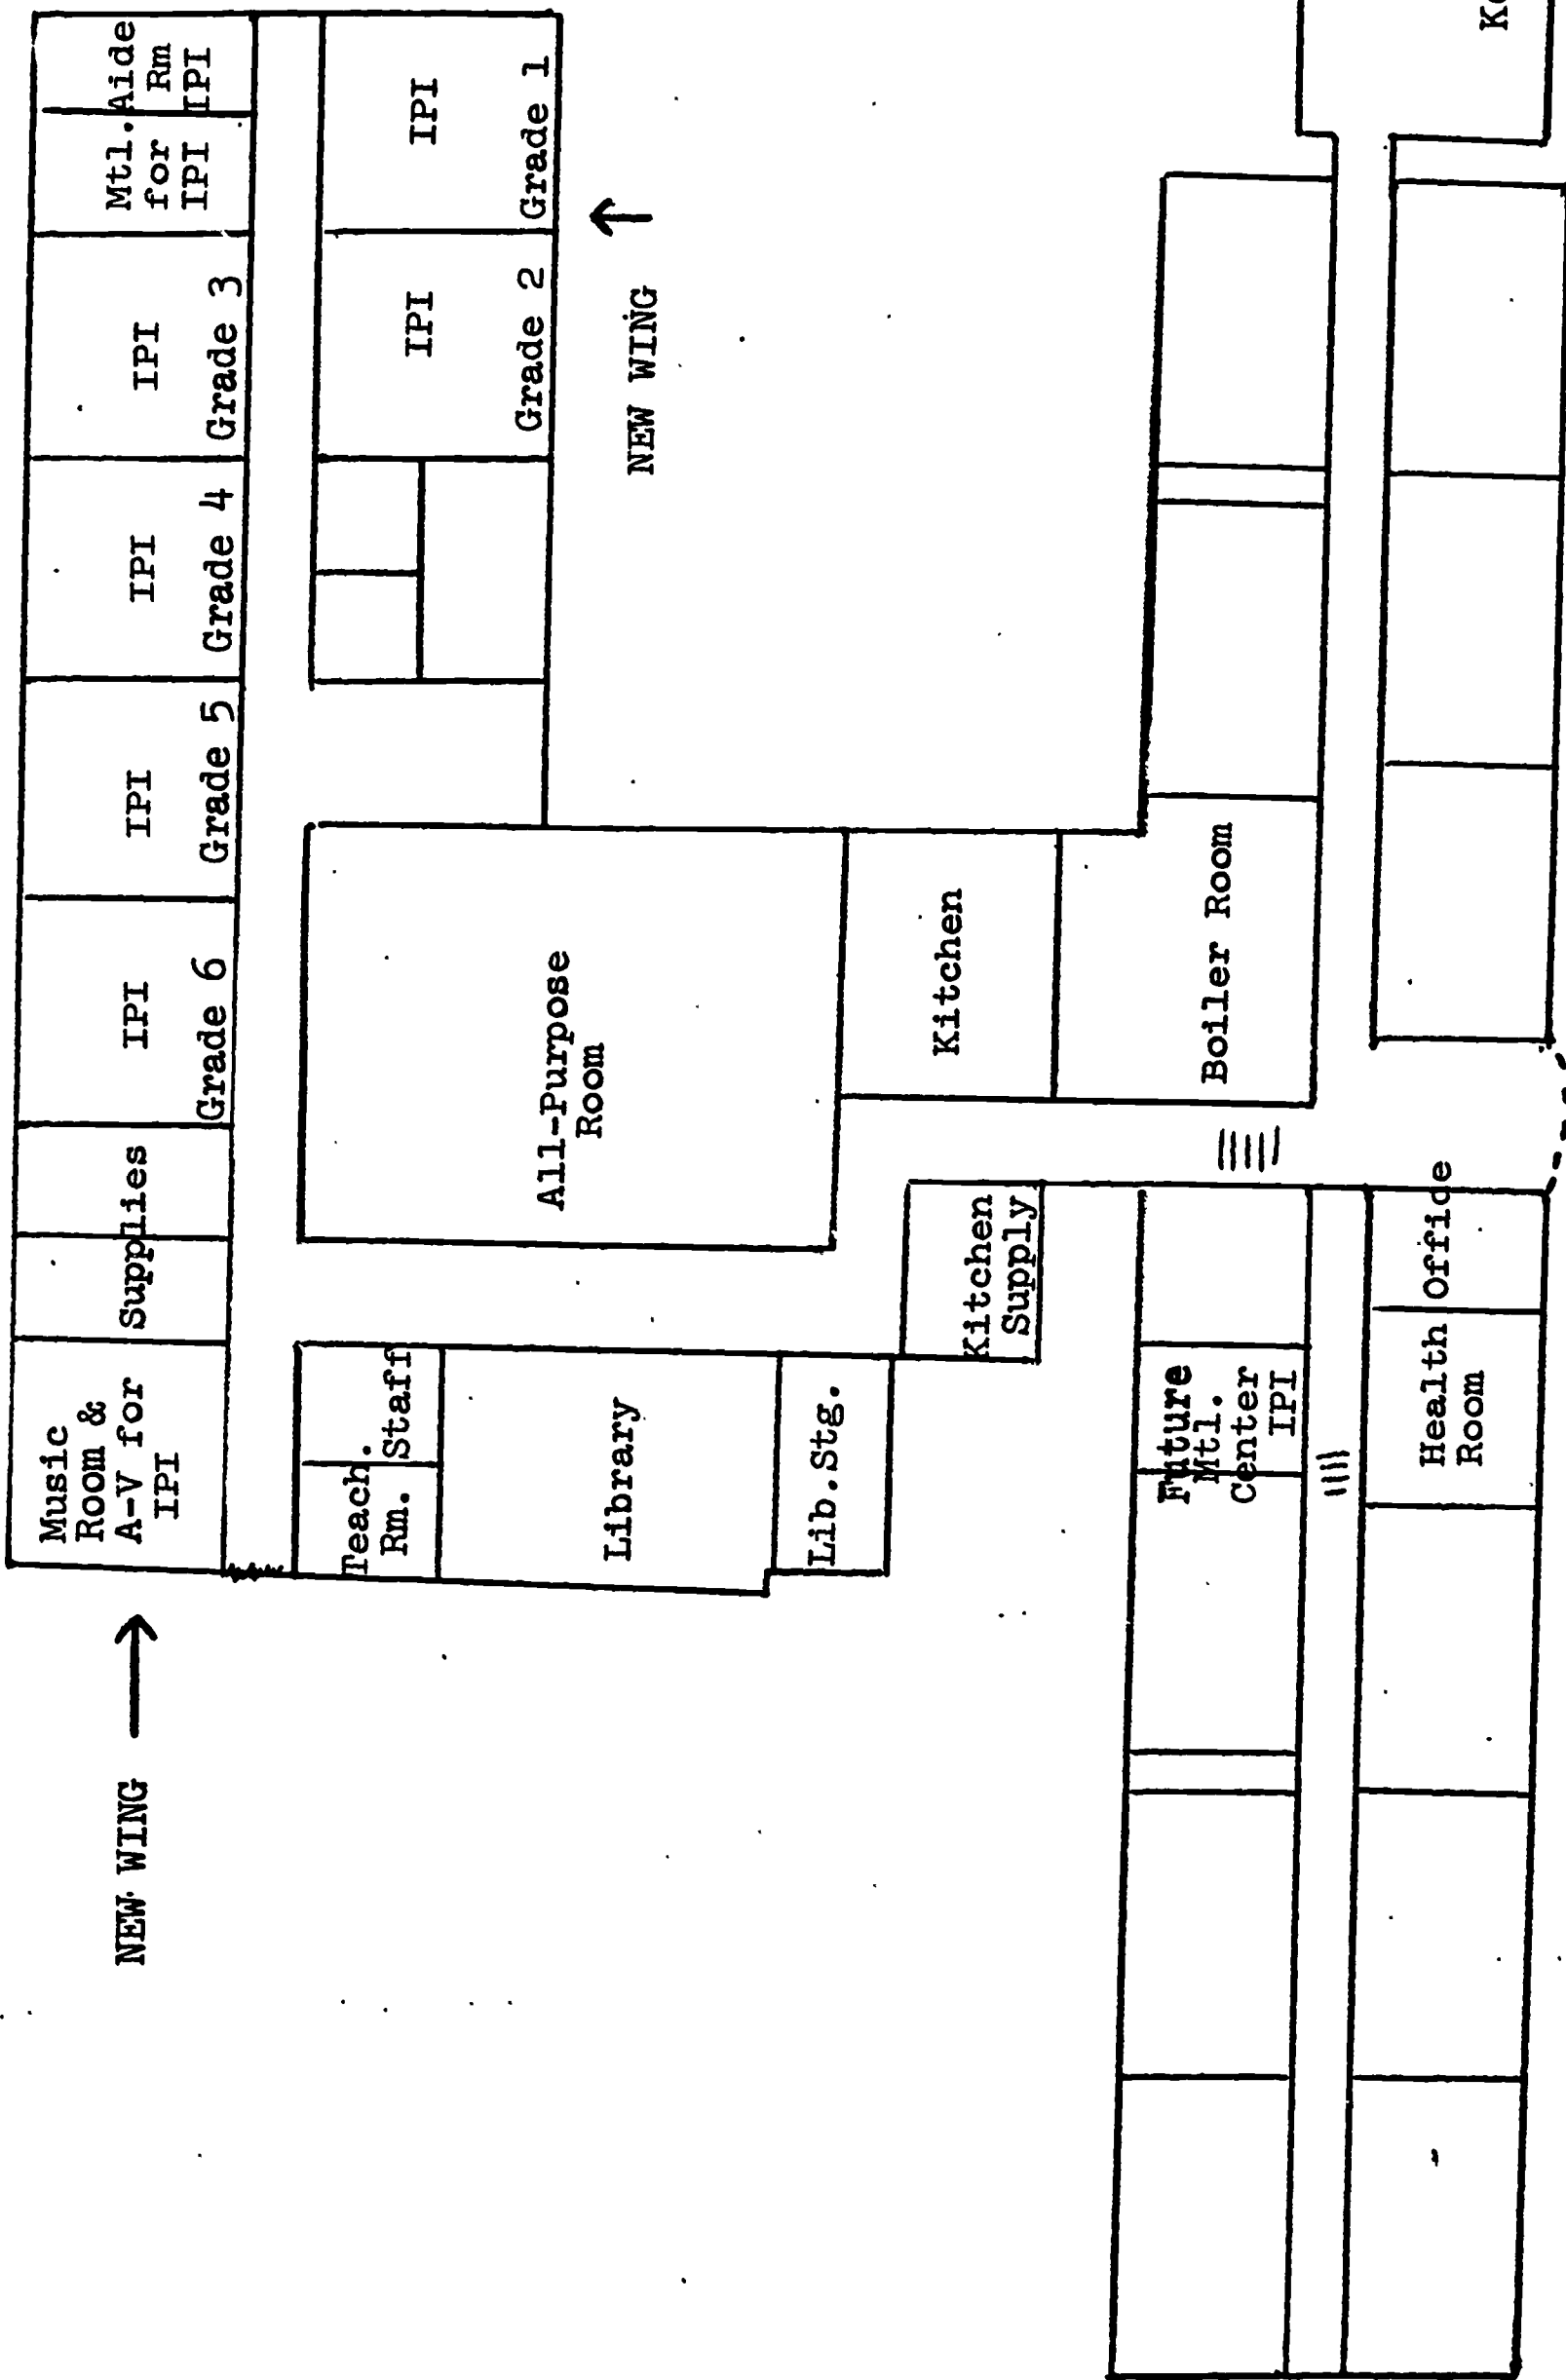 NEW WING
Music
Room &
A-V for
IPI
Supplies
IPI
Grade 6
IPI
Grade 5
IPI
Grade 4
IPI
Grade 3
Mtl.
for
IPI
Aide
Rm
IPI
Teach.
Rm.
Staff
Library
Lib.Stg.
All-Purpose
Room
IPI
Grade 2
IPI
Grade 1
NEW WING
Kitchen
Supply
Kitchen
Boiler Room
Future
Mtl.
Center
IPI
Health
Room
Office